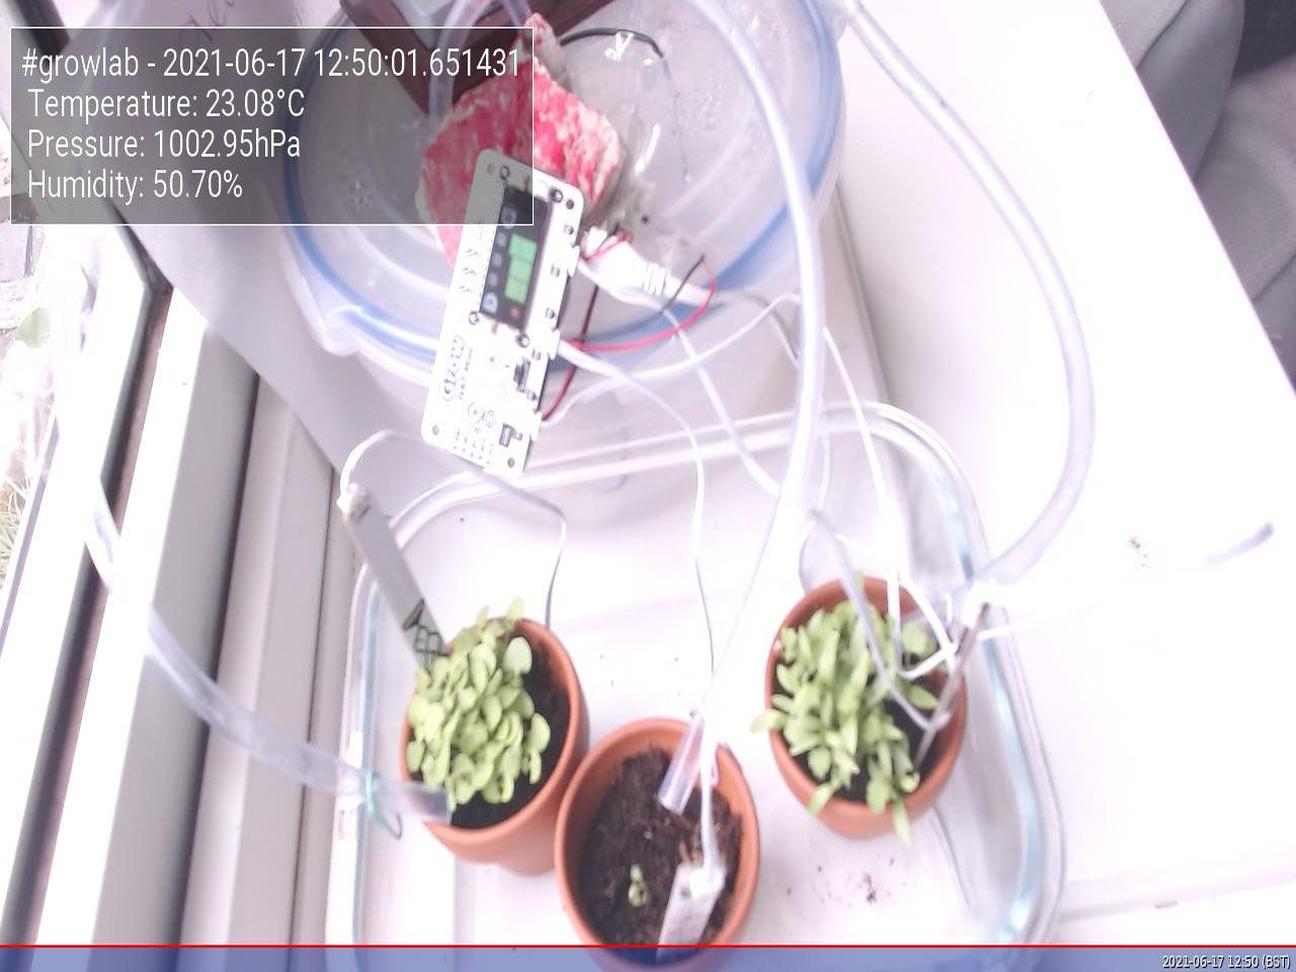 #growlab - 2021-06-17 12:50:01.651431
Temperature: 23.08°C
Pressure: 1002.95hPa
Humidity: 50.70%
2021-06-17 12:50 (BST)